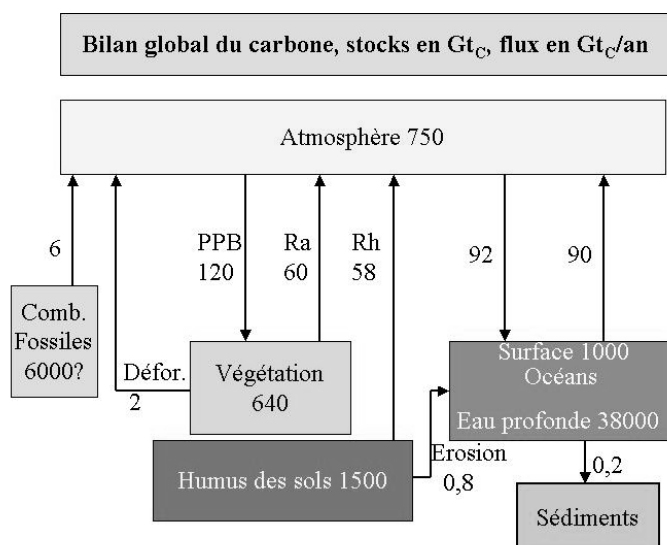 Bilan global du carbone, stocks en Gt_C, flux en Gt_C/an
Atmosphère 750
6
PPB
120
Ra
60
Rh
58
92
90
Comb.
Fossiles
6000?
Défor.
2
Végétation
640
Surface 1000
Océans
Eau profonde 38000
Humus des sols 1500
Erosion
0,8
0,2
Sédiments